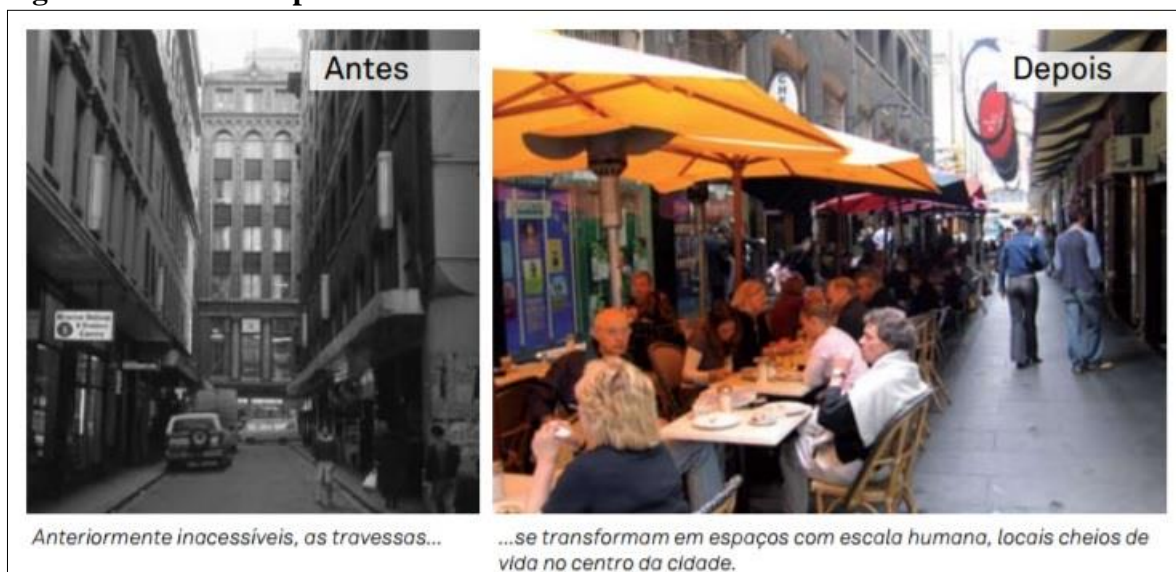 Antes
Depois
Anteriormente inacessíveis, as travessas...
...se transformam em espaços com escala humana, locais cheios de
vida no centro da cidade.